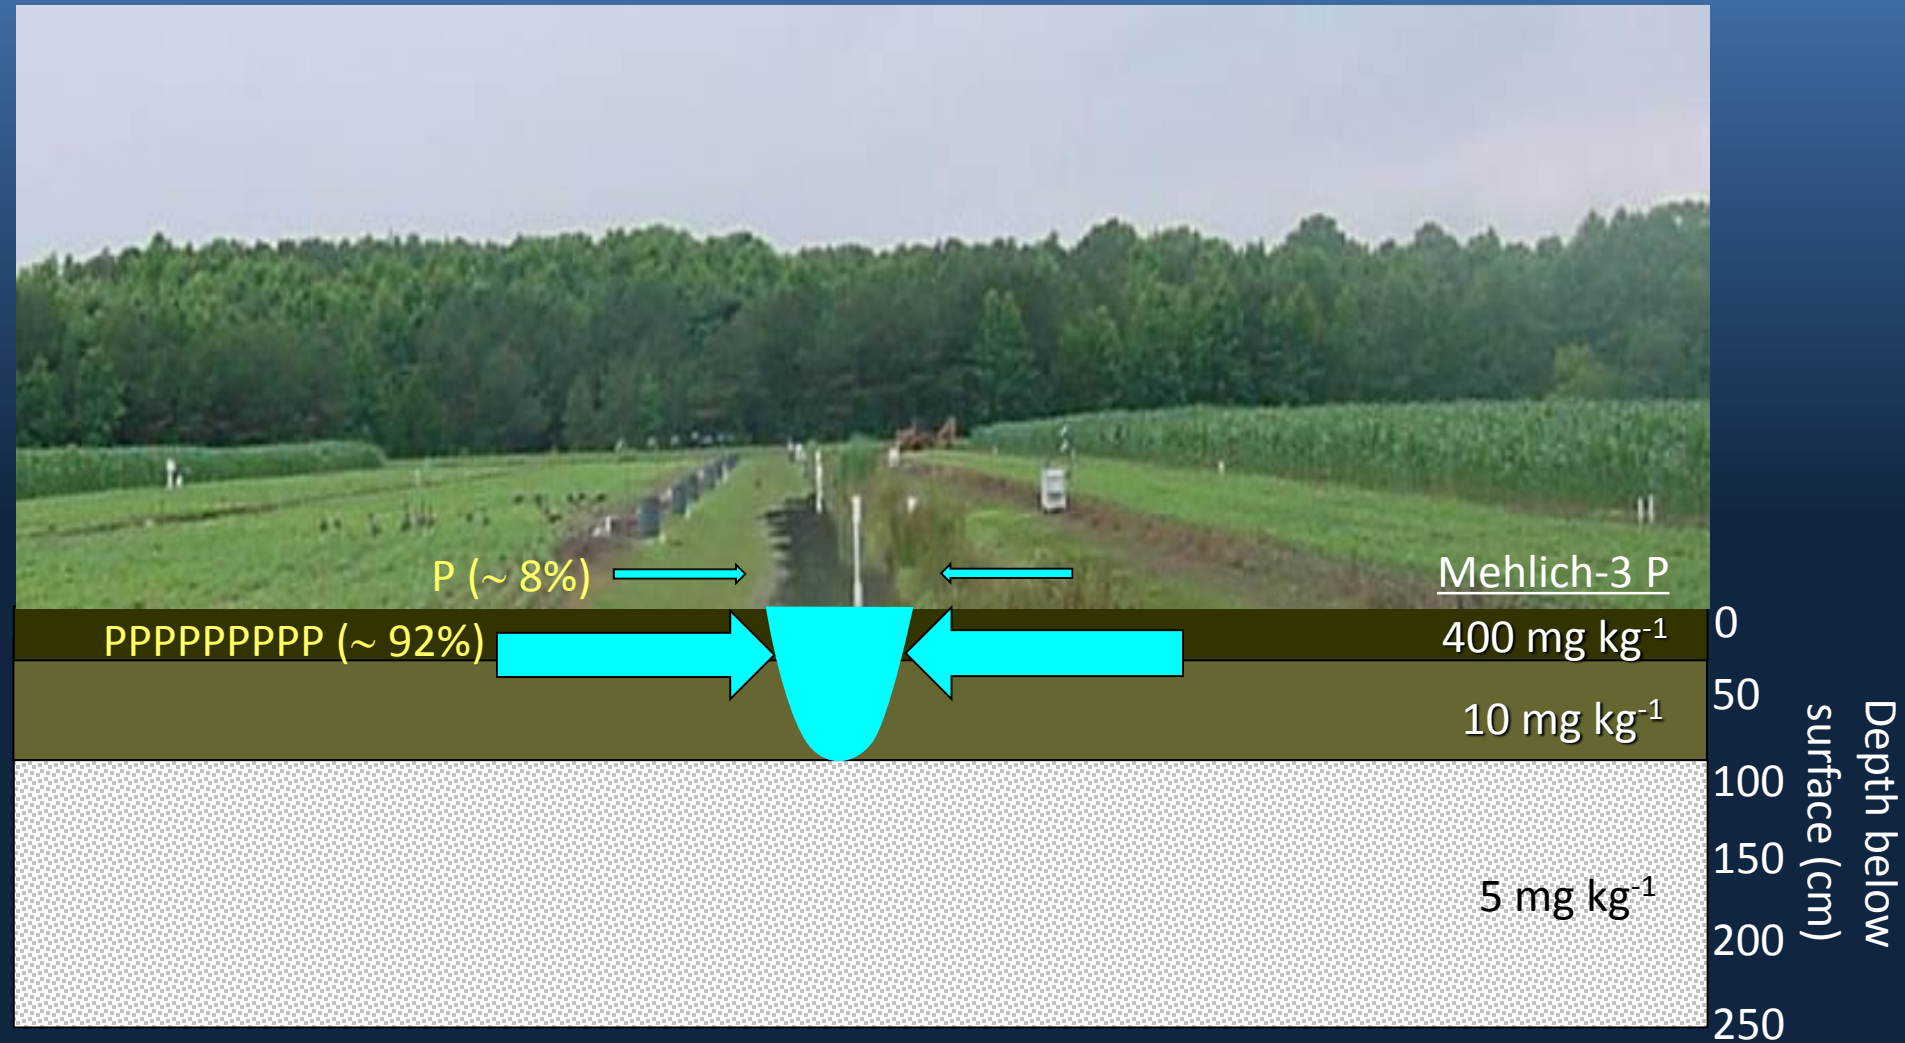 P (~ 8%)
Mehlich-3 P
PPPPPPPPP (~ 92%)
400 mg kg-1
10 mg kg-1
5 mg kg-1
0
50
100
150
200
250
Depth below
surface (cm)